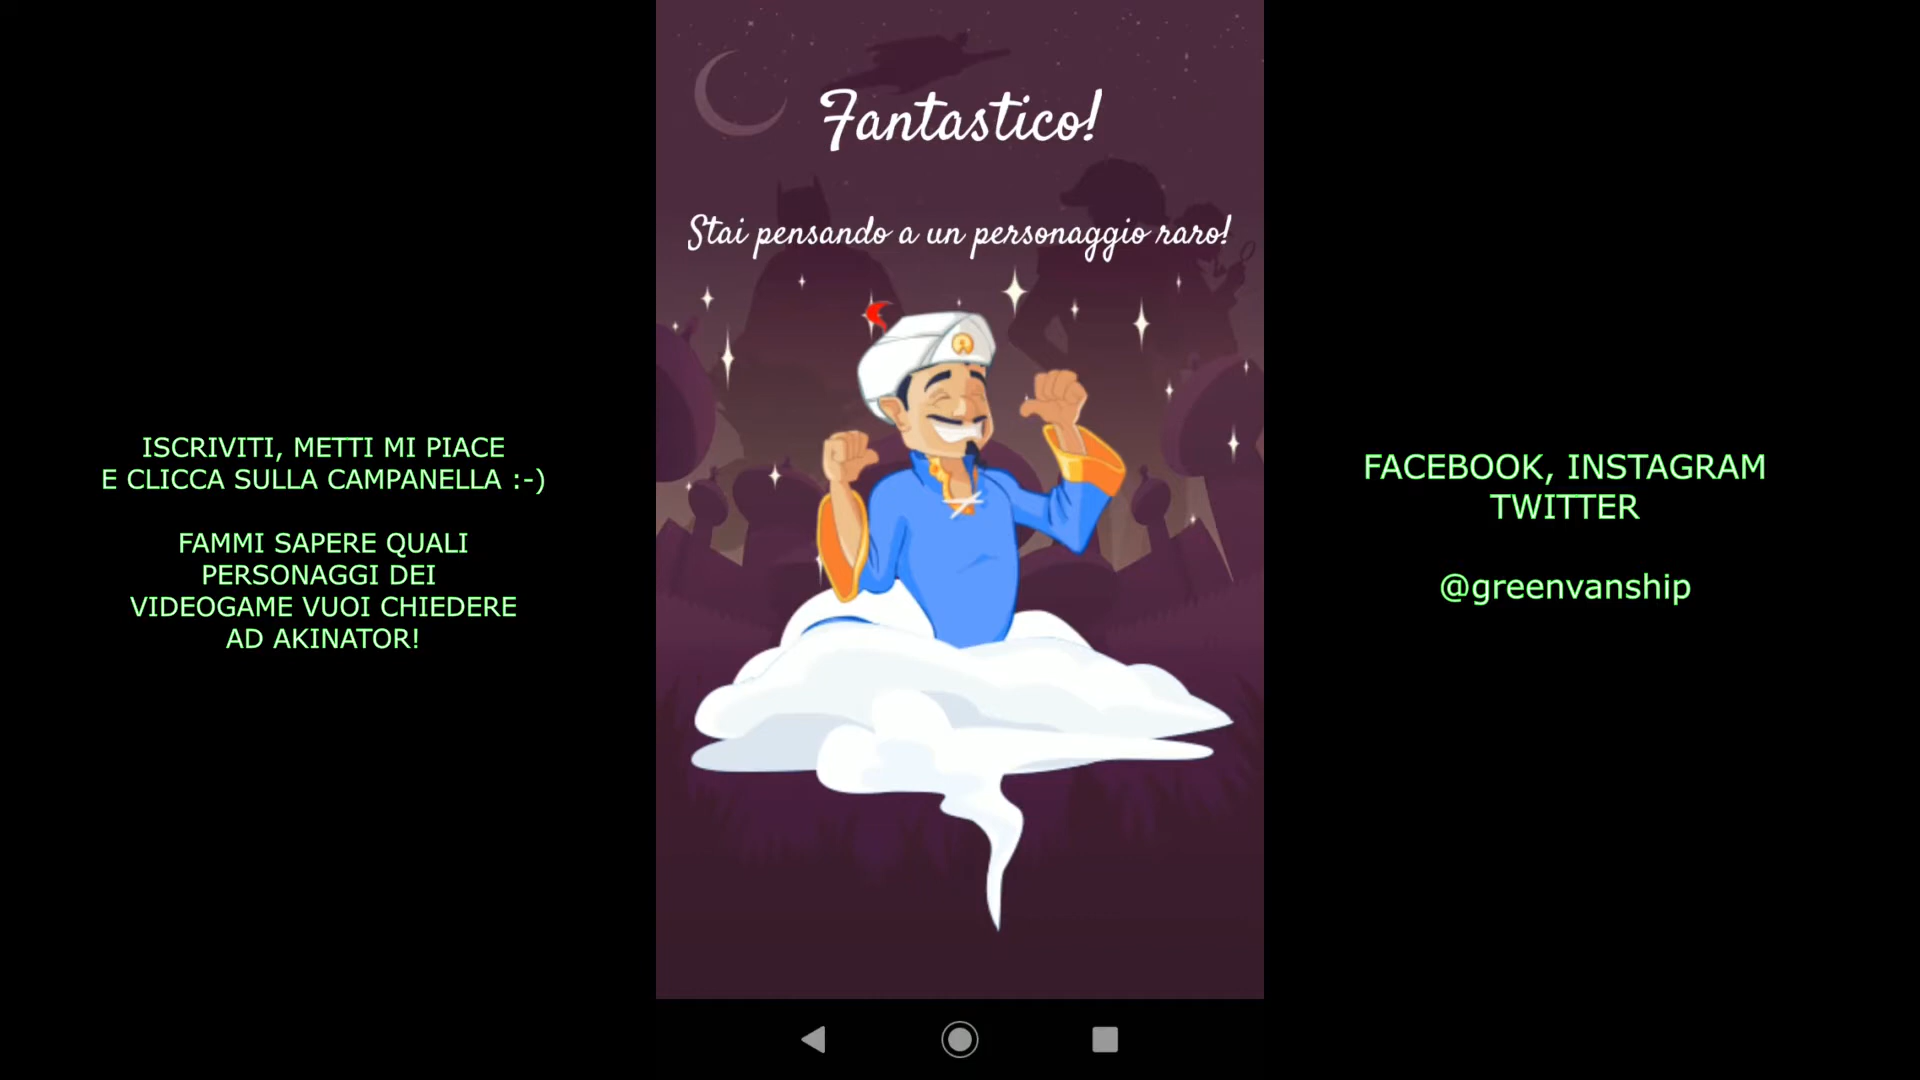 Fantastico!
Stai pensando a un personaggio raro!
ISCRIVITI, METTI MI PIACE
E CLICCA SULLA CAMPANELLA :-)
FAMMI SAPERE QUALI
PERSONAGGI DEI
VIDEOGAME VUOI CHIEDERE
AD AKINATOR!
FACEBOOK, INSTAGRAM
TWITTER
@greenvanship